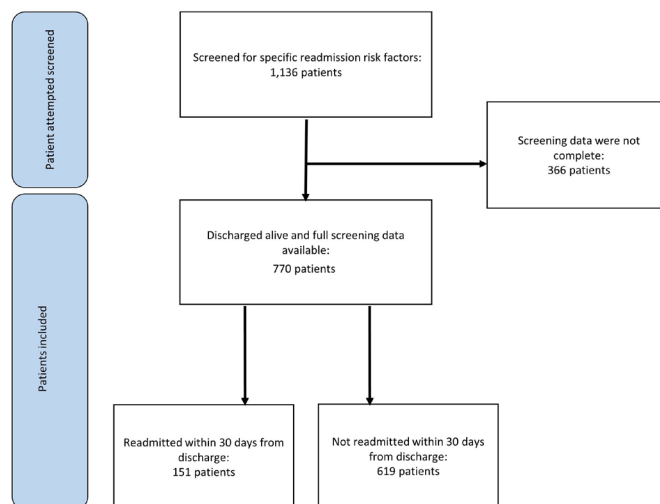 Patient attempted screened
Screened for specific readmission risk factors:
1,136 patients
Screening data were not
complete:
366 patients
Patients included
Discharged alive and full screening data
available:
770 patients
Readmitted within 30 days from
discharge:
151 patients
Not readmitted within 30 days
from discharge:
619 patients